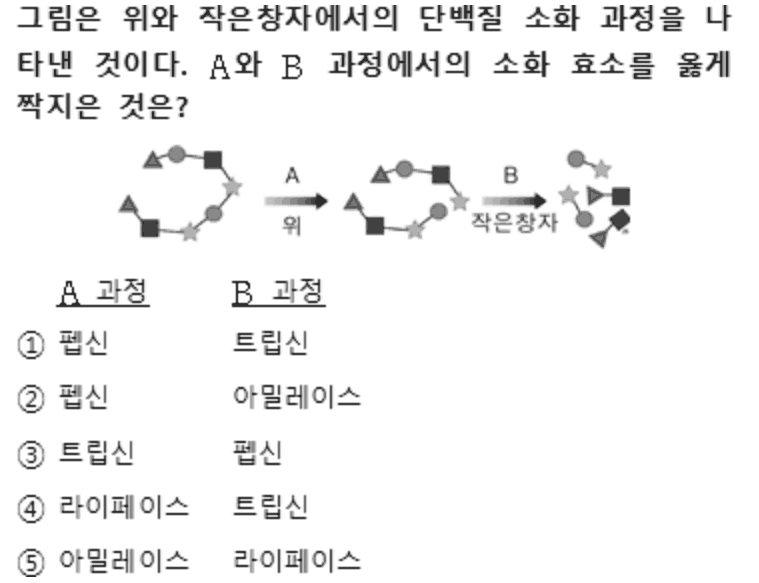 그림은 위와 작은창자에서의 단백질 소화 과정을 나
타낸 것이다. A와 B 과정에서의 소화 효소를 옳게
짝지은 것은?
A
위
B
작은창자
A 과정 B 과정
① 펩신 트립신
② 펩신 아밀레이스
③ 트립신 펩신
④ 라이페이스 트립신
⑤ 아밀레이스 라이페이스